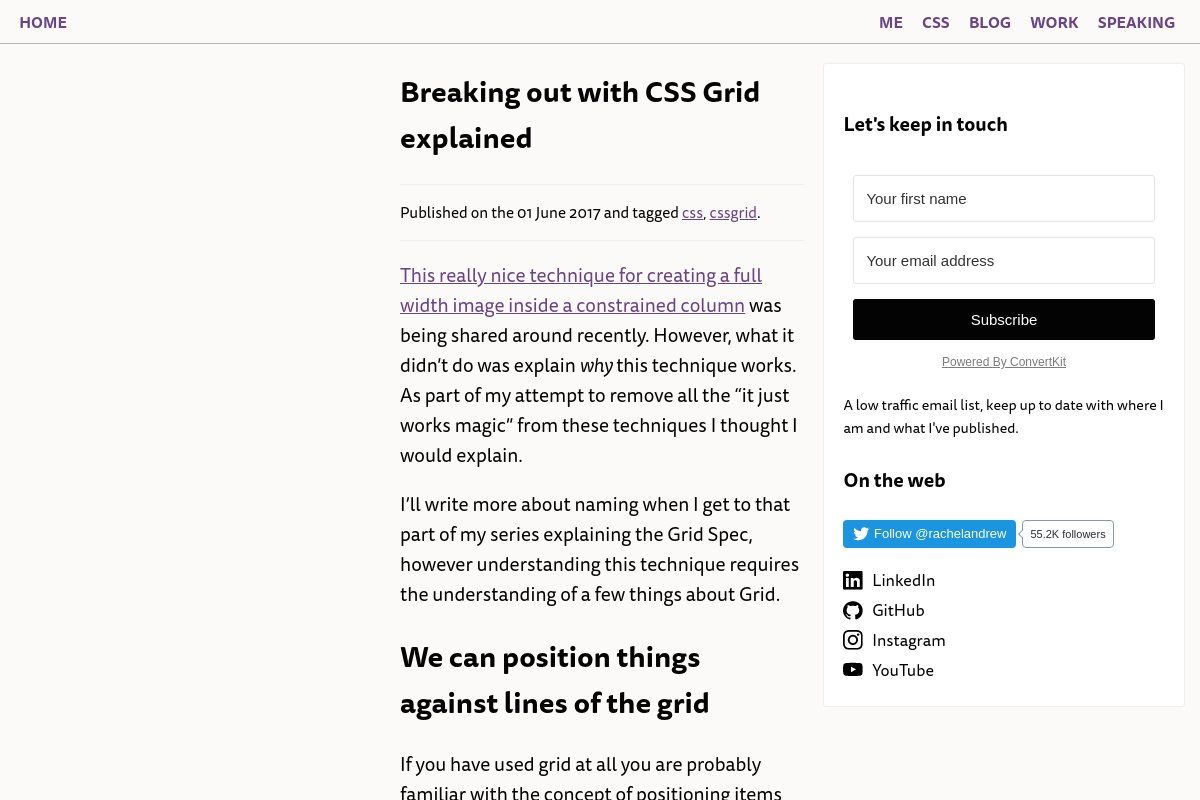 HOME
ME CSS BLOG WORK SPEAKING
Breaking out with CSS Grid
explained
Published on the 01 June 2017 and tagged css, cssgrid.
This really nice technique for creating a full
width image inside a constrained column was
being shared around recently. However, what it
didn’t do was explain why this technique works.
As part of my attempt to remove all the “it just
works magic” from these techniques I thought I
would explain.
I’ll write more about naming when I get to that
part of my series explaining the Grid Spec,
however understanding this technique requires
the understanding of a few things about Grid.
We can position things
against lines of the grid
If you have used grid at all you are probably
familiar with the concept of positioning items
Let's keep in touch
Your first name
Your email address
Subscribe
Powered By ConvertKit
A low traffic email list, keep up to date with where I
am and what I've published.
On the web
Follow @rachelandrew 55.2K followers
LinkedIn
GitHub
Instagram
YouTube